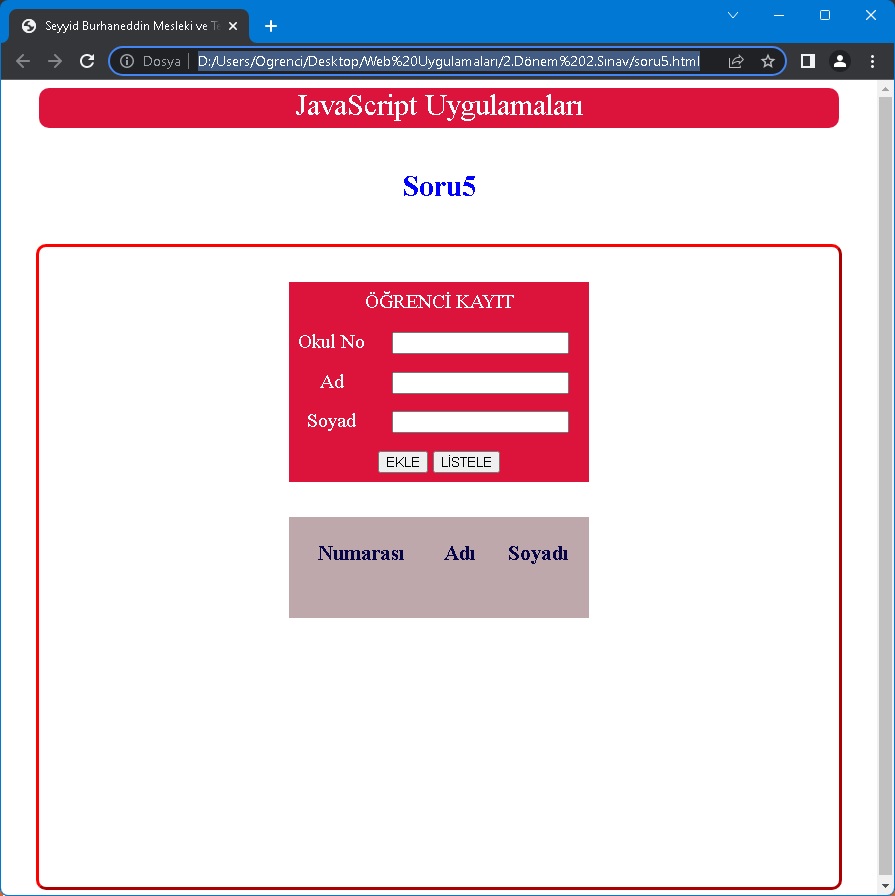 Seyyid Burhaneddin Mesleki ve Te
Dosya D:/Users/Ogrenci/Desktop/Web%20Uygulamaları/2.Dönem%202.Sınav/soru5.html
JavaScript Uygulamaları
Soru5
ÖĞRENCİ KAYIT
Okul No
Ad
Soyad
EKLE LİSTELE
Numarası Adı Soyadı